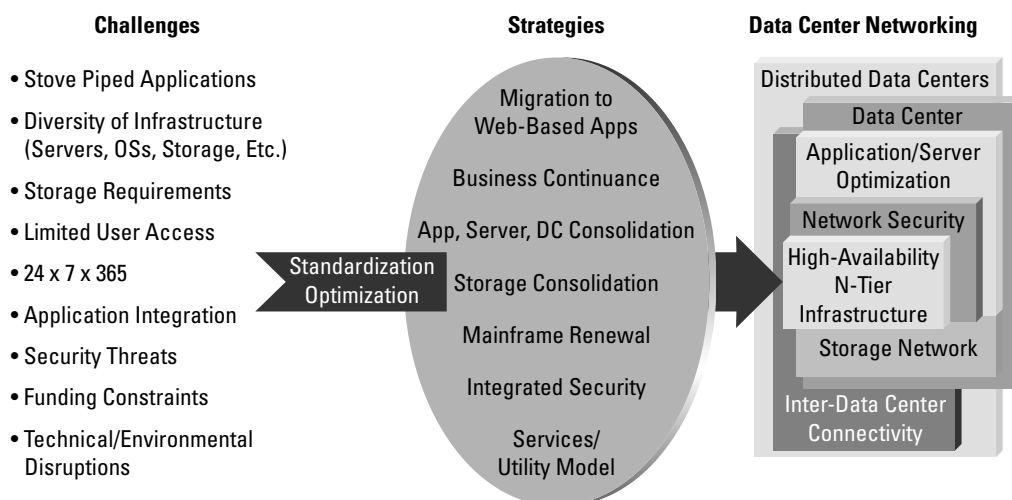 Challenges
• Stove Piped Applications
• Diversity of Infrastructure
(Servers, OSs, Storage, Etc.)
• Storage Requirements
• Limited User Access
• 24 x 7 x 365
• Application Integration
• Security Threats
• Funding Constraints
• Technical/Environmental
Disruptions
Standardization
Optimization
Strategies
Migration to
Web-Based Apps
Business Continuance
App, Server, DC Consolidation
Storage Consolidation
Mainframe Renewal
Integrated Security
Services/
Utility Model
Data Center Networking
Distributed Data Centers
Data Center
Application/Server
Optimization
Network Security
High-Availability
N-Tier
Infrastructure
Storage Network
Inter-Data Center
Connectivity